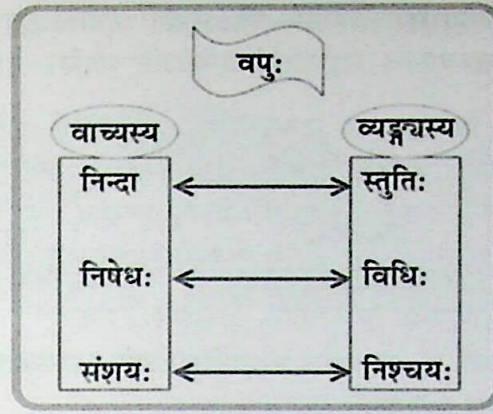 वपुः
वाच्यस्य व्यङ्ग्यस्य
निन्दा स्तुतिः
निषेधः विधिः
संशयः निश्चयः